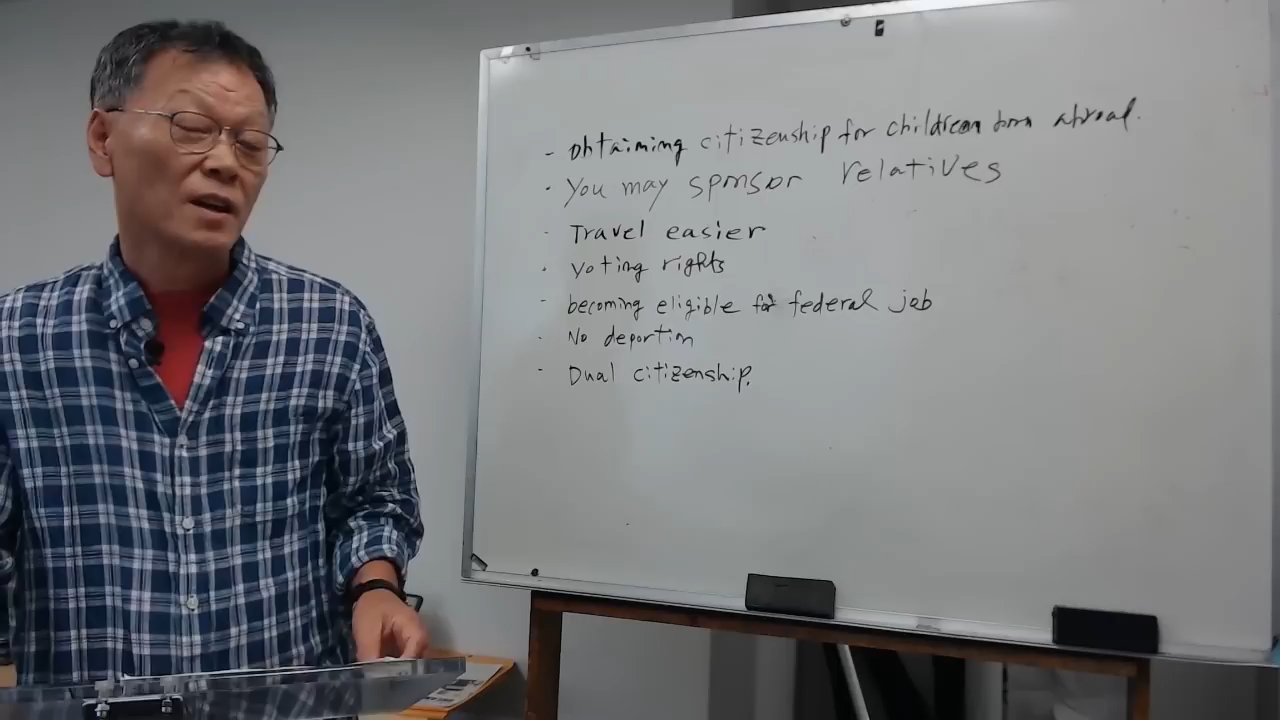 - Obtaiming citizenship for children born abroad.
- You may sponsor relatives
- Travel easier
- Voting rights
- becoming eligible for federal job
- No deportion
- Dual citizenship.